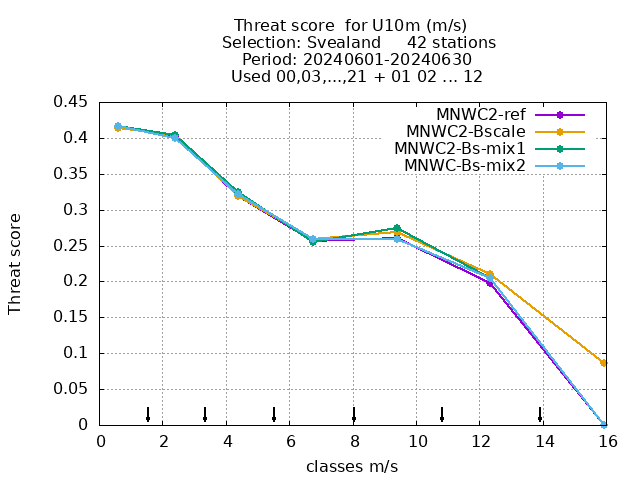 Threat score  for U10m (m/s)
Selection: Svealand     42 stations
Period: 20240601-20240630
Used 00,03,...,21 + 01 02 ... 12
MNWC2-ref
MNWC2-Bscale
MNWC2-Bs-mix1
MNWC-Bs-mix2
0.45
0.4
0.35
0.3
0.25
0.2
0.15
0.1
0.05
0
Threat score
0 2 4 6 8 10 12 14 16
classes m/s